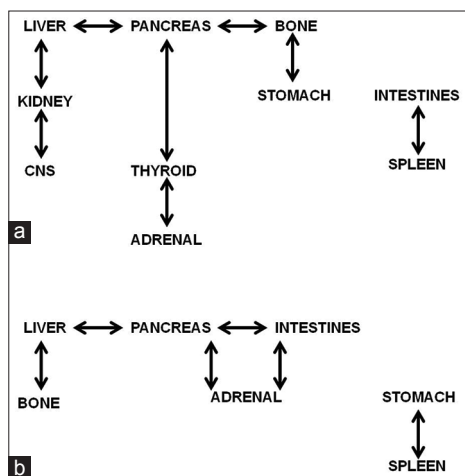 LIVER PANCREAS BONE
STOMACH INTESTINES
KIDNEY
CNS THYROID SPLEEN
ADRENAL
a
LIVER PANCREAS INTESTINES
BONE ADRENAL STOMACH
SPLEEN
b